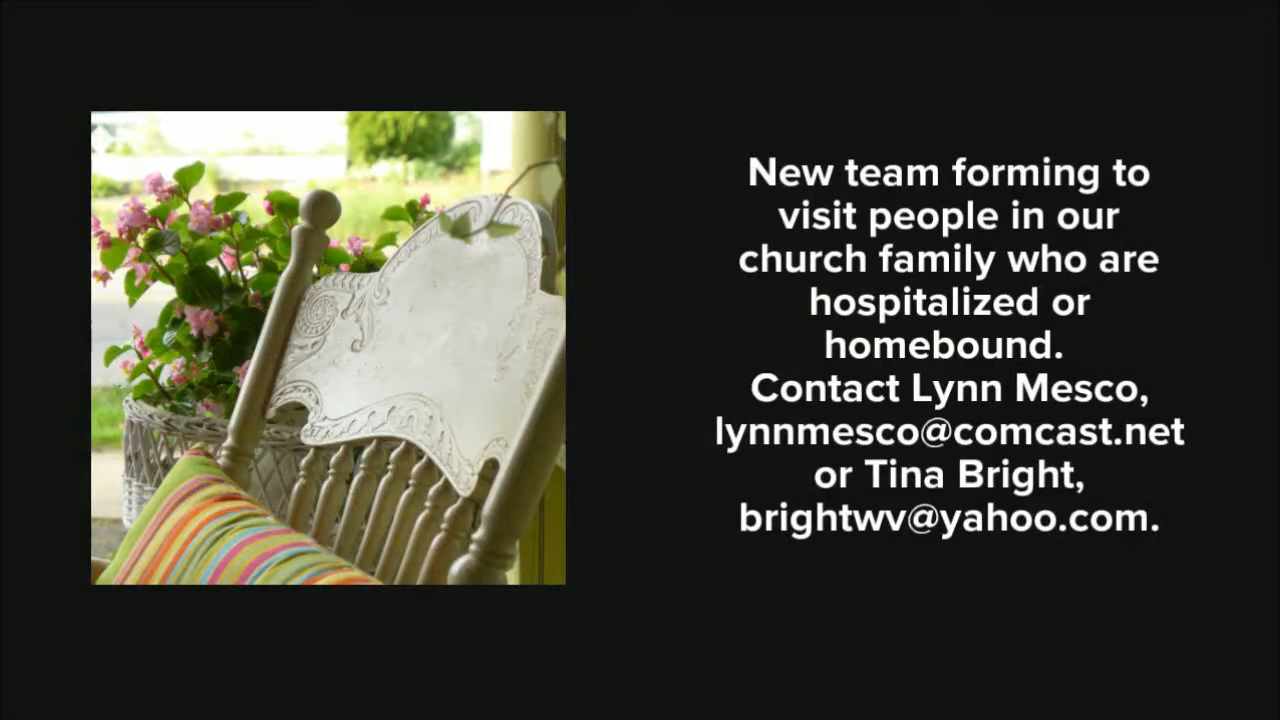 New team forming to
visit people in our
church family who are
hospitalized or
homebound.
Contact Lynn Mesco,
lynnmesco@comcast.net
or Tina Bright,
brightwv@yahoo.com.